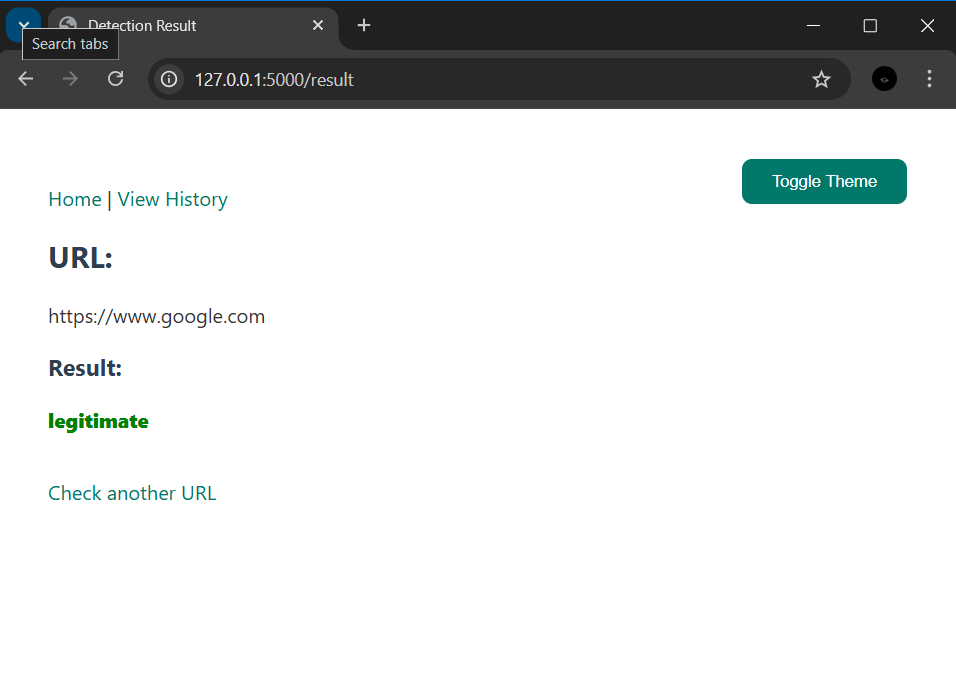 Detection Result
Search tabs
127.0.0.1:5000/result
Toggle Theme
Home | View History
URL:
https://www.google.com
Result:
legitimate
Check another URL